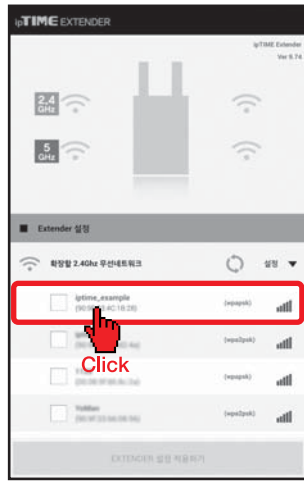 ipTIME EXTENDER
ipTIME Extender
Ver 9.74
2.4
GHz
5
GHz
■ Extender 설정
확장할 2.4Ghz 무선네트워크
설정 ▼
iptime_example
(wpapsk)
(wpa2psk)
Click
(wpapsk)
YoMan
(wpa2psk)
EXTENDER 설정 적용하기